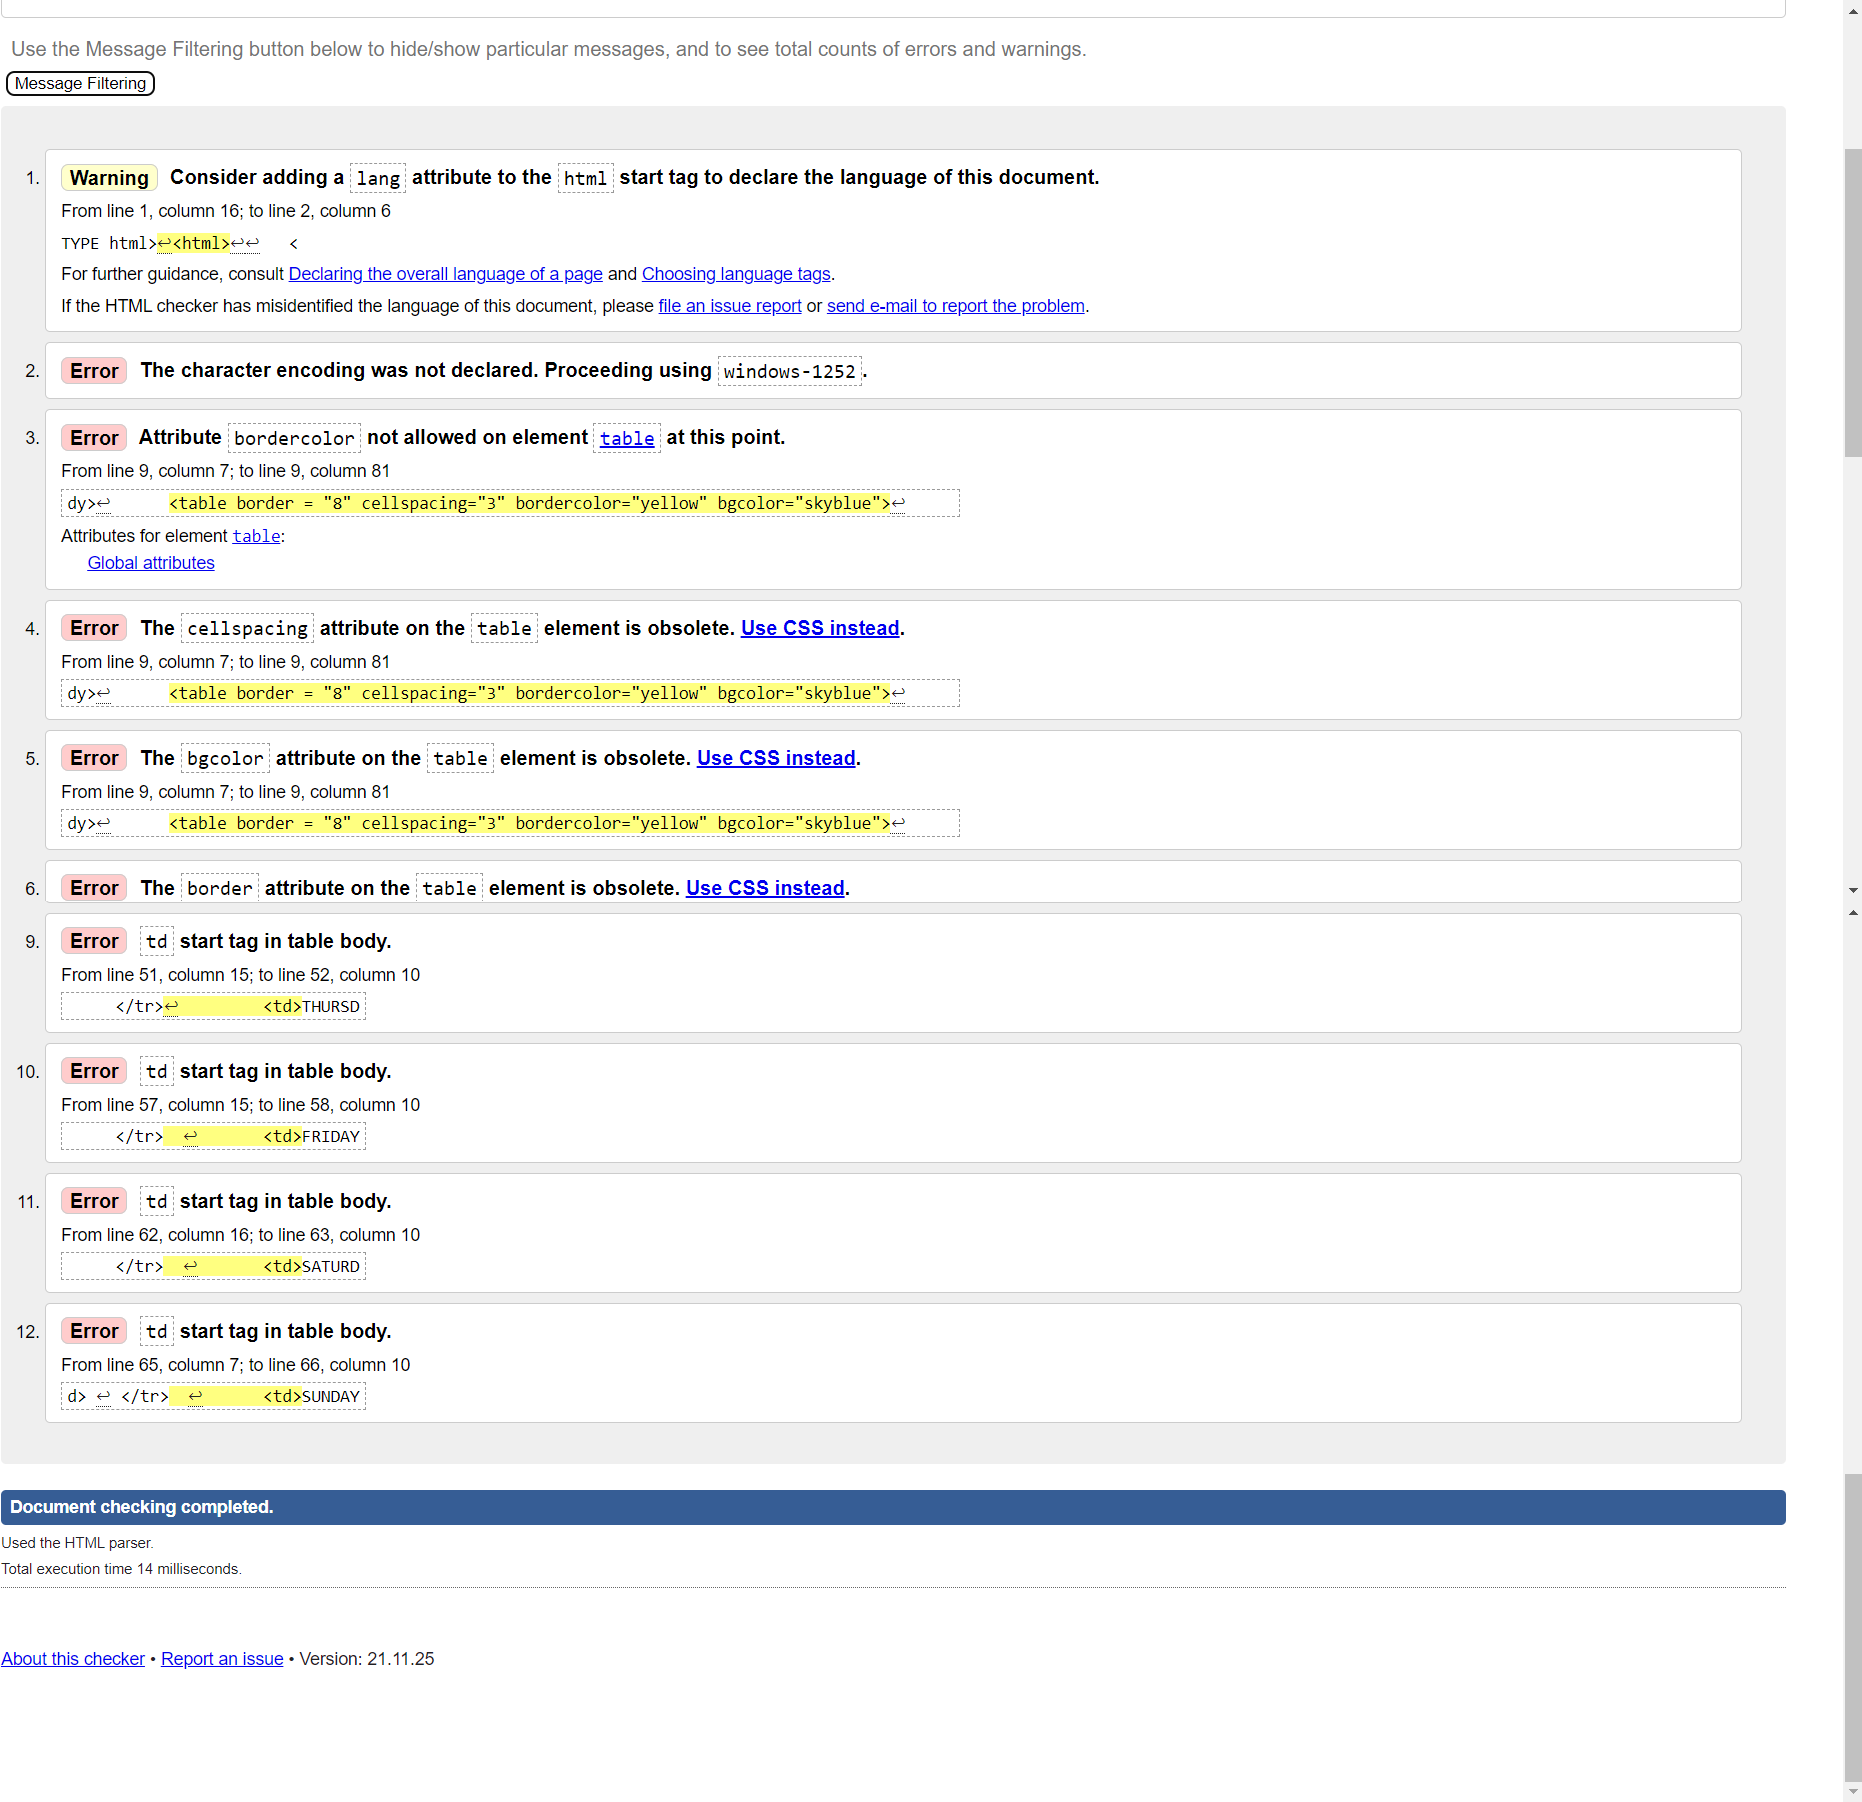 Use the Message Filtering button below to hide/show particular messages, and to see total counts of errors and warnings.
Message Filtering
1. Warning Consider adding a lang attribute to the html start tag to declare the language of this document.
From line 1, column 16; to line 2, column 6
TYPE html>↩<html>↩↩   <
For further guidance, consult Declaring the overall language of a page and Choosing language tags.
If the HTML checker has misidentified the language of this document, please file an issue report or send e-mail to report the problem.
2. Error The character encoding was not declared. Proceeding using windows-1252.
3. Error Attribute bordercolor not allowed on element table at this point.
From line 9, column 7; to line 9, column 81
dy>↩      <table border = "8" cellspacing="3" bordercolor="yellow" bgcolor="skyblue">↩
Attributes for element table:
Global attributes
4. Error The cellspacing attribute on the table element is obsolete. Use CSS instead.
From line 9, column 7; to line 9, column 81
dy>↩      <table border = "8" cellspacing="3" bordercolor="yellow" bgcolor="skyblue">↩
5. Error The bgcolor attribute on the table element is obsolete. Use CSS instead.
From line 9, column 7; to line 9, column 81
dy>↩      <table border = "8" cellspacing="3" bordercolor="yellow" bgcolor="skyblue">↩
6. Error The border attribute on the table element is obsolete. Use CSS instead.
9. Error td start tag in table body.
From line 51, column 15; to line 52, column 10
</tr>↩         <td>THURSD
10. Error td start tag in table body.
From line 57, column 15; to line 58, column 10
</tr>  ↩       <td>FRIDAY
11. Error td start tag in table body.
From line 62, column 16; to line 63, column 10
</tr>  ↩       <td>SATURD
12. Error td start tag in table body.
From line 65, column 7; to line 66, column 10
d> ↩ </tr>  ↩       <td>SUNDAY
Document checking completed.
Used the HTML parser.
Total execution time 14 milliseconds.
About this checker • Report an issue • Version: 21.11.25